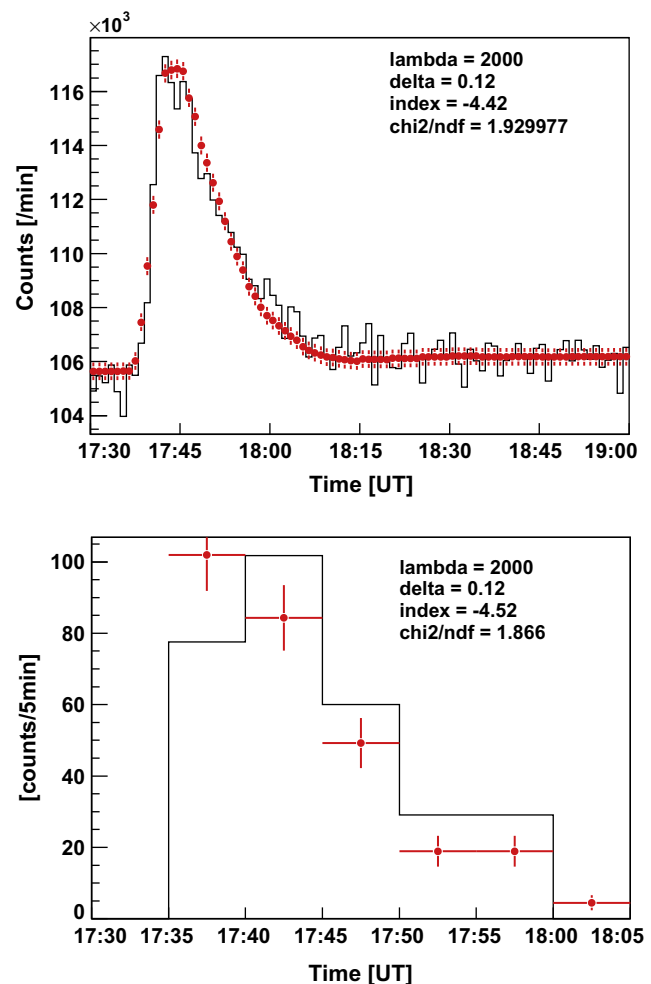 ×10³
lambda = 2000
delta = 0.12
index = -4.42
chi2/ndf = 1.929977
116
114
112
110
108
106
104
Counts [/min]
17:30 17:45 18:00 18:15 18:30 18:45 19:00
Time [UT]
lambda = 2000
delta = 0.12
index = -4.52
chi2/ndf = 1.866
100
80
60
40
20
0
[counts/5min]
17:30 17:35 17:40 17:45 17:50 17:55 18:00 18:05
Time [UT]